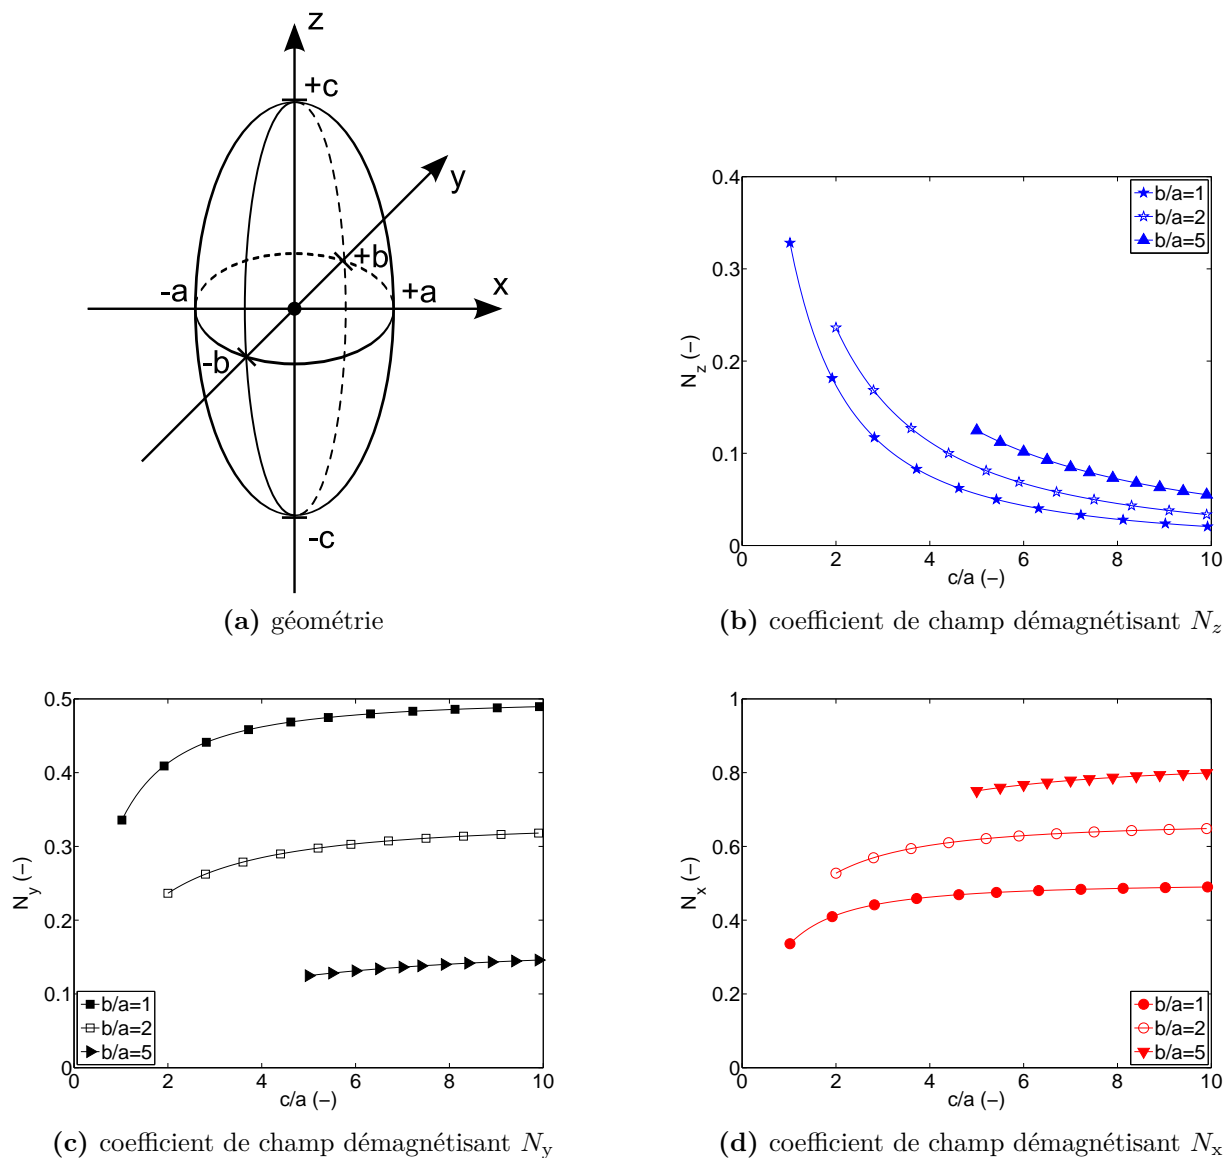 z
+c
y
+b
-a
+a
x
-b
-c
(a) géométrie
0.4
0.3
0.2
0.1
0
N_z (–)
0 2 4 6 8 10
c/a (–)
b/a=1
b/a=2
b/a=5
(b) coefficient de champ démagnétisant N_z
0.5
0.4
0.3
0.2
0.1
0
N_y (–)
0 2 4 6 8 10
c/a (–)
b/a=1
b/a=2
b/a=5
(c) coefficient de champ démagnétisant N_y
1
0.8
0.6
0.4
0.2
0
N_x (–)
0 2 4 6 8 10
c/a (–)
b/a=1
b/a=2
b/a=5
(d) coefficient de champ démagnétisant N_x